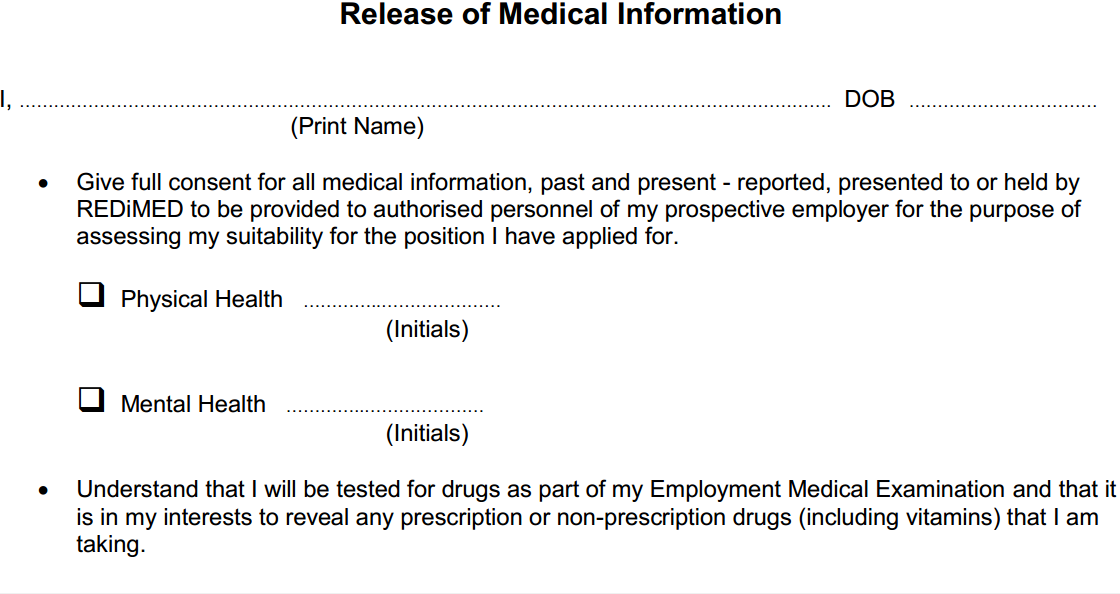 Release of Medical Information
I, ........................................................................................................................................ DOB .................................
(Print Name)
• Give full consent for all medical information, past and present - reported, presented to or held by
REDiMED to be provided to authorised personnel of my prospective employer for the purpose of
assessing my suitability for the position I have applied for.
❑ Physical Health ...................................
(Initials)
❑ Mental Health ...................................
(Initials)
• Understand that I will be tested for drugs as part of my Employment Medical Examination and that it
is in my interests to reveal any prescription or non-prescription drugs (including vitamins) that I am
taking.